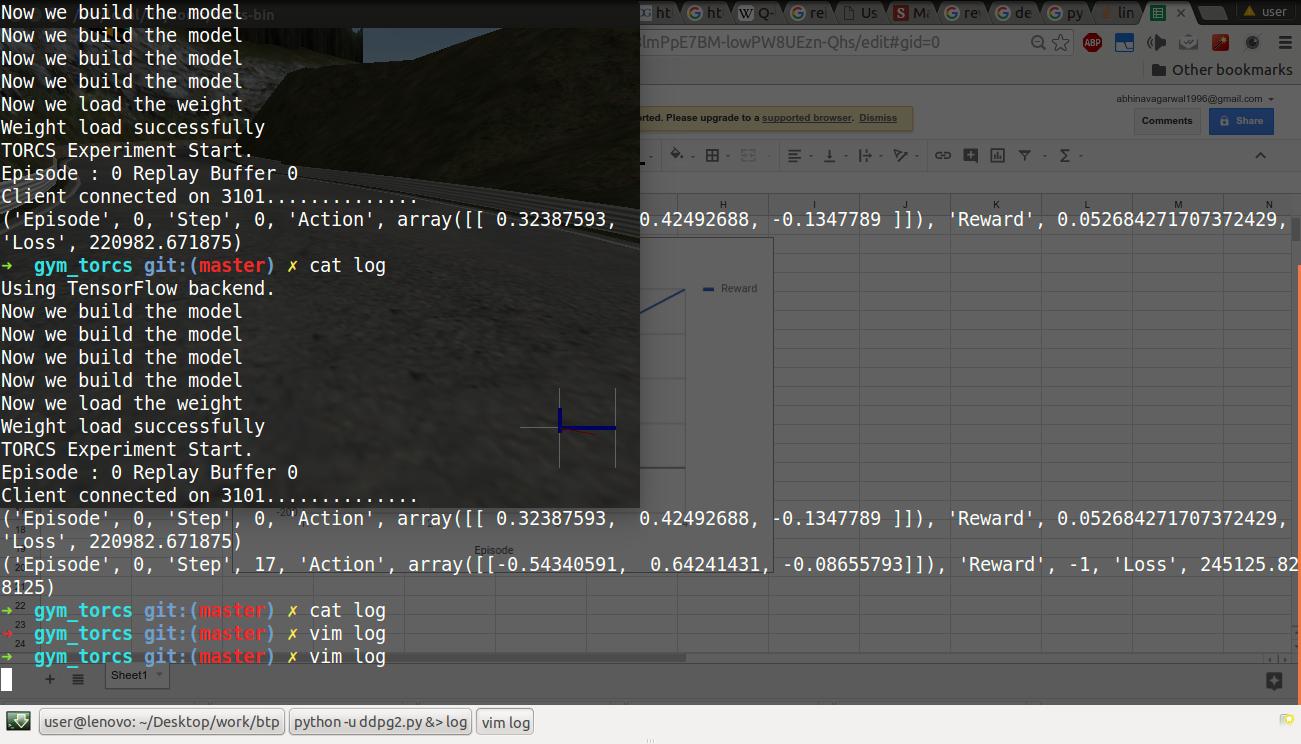 Now we build the model
Now we build the model
Now we build the model
Now we build the model
Now we load the weight
Weight load successfully
TORCS Experiment Start.
Episode : 0 Replay Buffer 0
Client connected on 3101..............
('Episode', 0, 'Step', 0, 'Action', array([[ 0.32387593,  0.42492688, -0.1347789 ]]), 'Reward', 0.052684271707372429,
'Loss', 220982.671875)
➜  gym_torcs git:(master) ✗ cat log
Using TensorFlow backend.
Now we build the model
Now we build the model
Now we build the model
Now we build the model
Now we load the weight
Weight load successfully
TORCS Experiment Start.
Episode : 0 Replay Buffer 0
Client connected on 3101..............
('Episode', 0, 'Step', 0, 'Action', array([[ 0.32387593,  0.42492688, -0.1347789 ]]), 'Reward', 0.052684271707372429,
'Loss', 220982.671875)
('Episode', 0, 'Step', 17, 'Action', array([[-0.54340591,  0.64241431, -0.08655793]]), 'Reward', -1, 'Loss', 245125.82
8125)
➜  gym_torcs git:(master) ✗ cat log
➜  gym_torcs git:(master) ✗ vim log
➜  gym_torcs git:(master) ✗ vim log
ht ht Q- Us de py lin user
lmPpE7BM-lowPW8UEzn-Qhs/edit#gid=0
ABP
Other bookmarks
abhinavagarwal1996@gmail.com
rted. Please upgrade to a supported browser. Dismiss
Comments Share
H I J K L M N
Reward
Episode
18
22
23
24
Sheet1
user@lenovo: ~/Desktop/work/btp
python -u ddpg2.py &> log
vim log